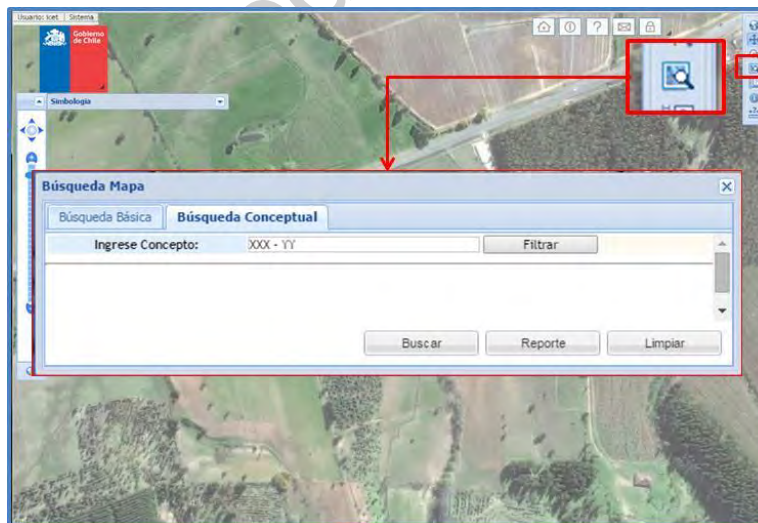 Usuario: icet Sistema
Gobierno
de Chile
Simbología
Búsqueda Mapa
Búsqueda Básica Búsqueda Conceptual
Ingrese Concepto: XXX - YY Filtrar
Buscar Reporte Limpiar